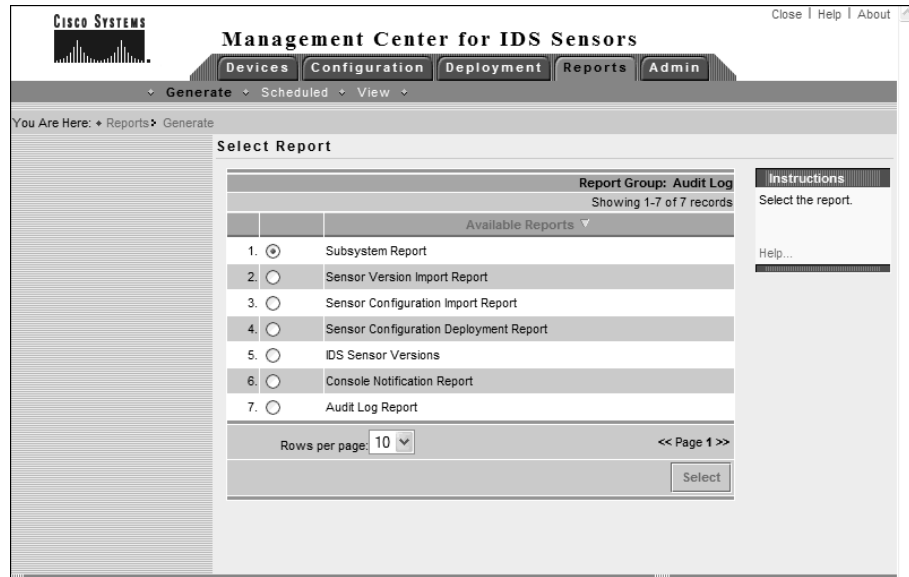 Close | Help | About
CISCO SYSTEMS
Management Center for IDS Sensors
Devices Configuration Deployment Reports Admin
Generate Scheduled View
You Are Here: Reports Generate
Select Report
Report Group: Audit Log
Showing 1-7 of 7 records
Available Reports
1. Subsystem Report
2. Sensor Version Import Report
3. Sensor Configuration Import Report
4. Sensor Configuration Deployment Report
5. IDS Sensor Versions
6. Console Notification Report
7. Audit Log Report
Rows per page: 10
<< Page 1 >>
Select
Instructions
Select the report.
Help...